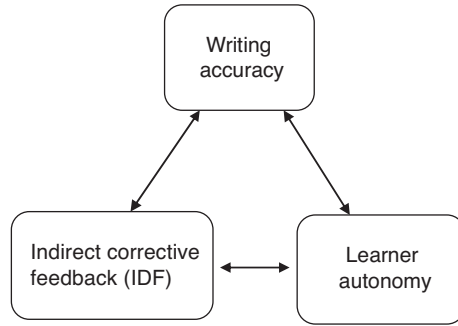 Writing
accuracy
Indirect corrective
feedback (IDF)
Learner
autonomy